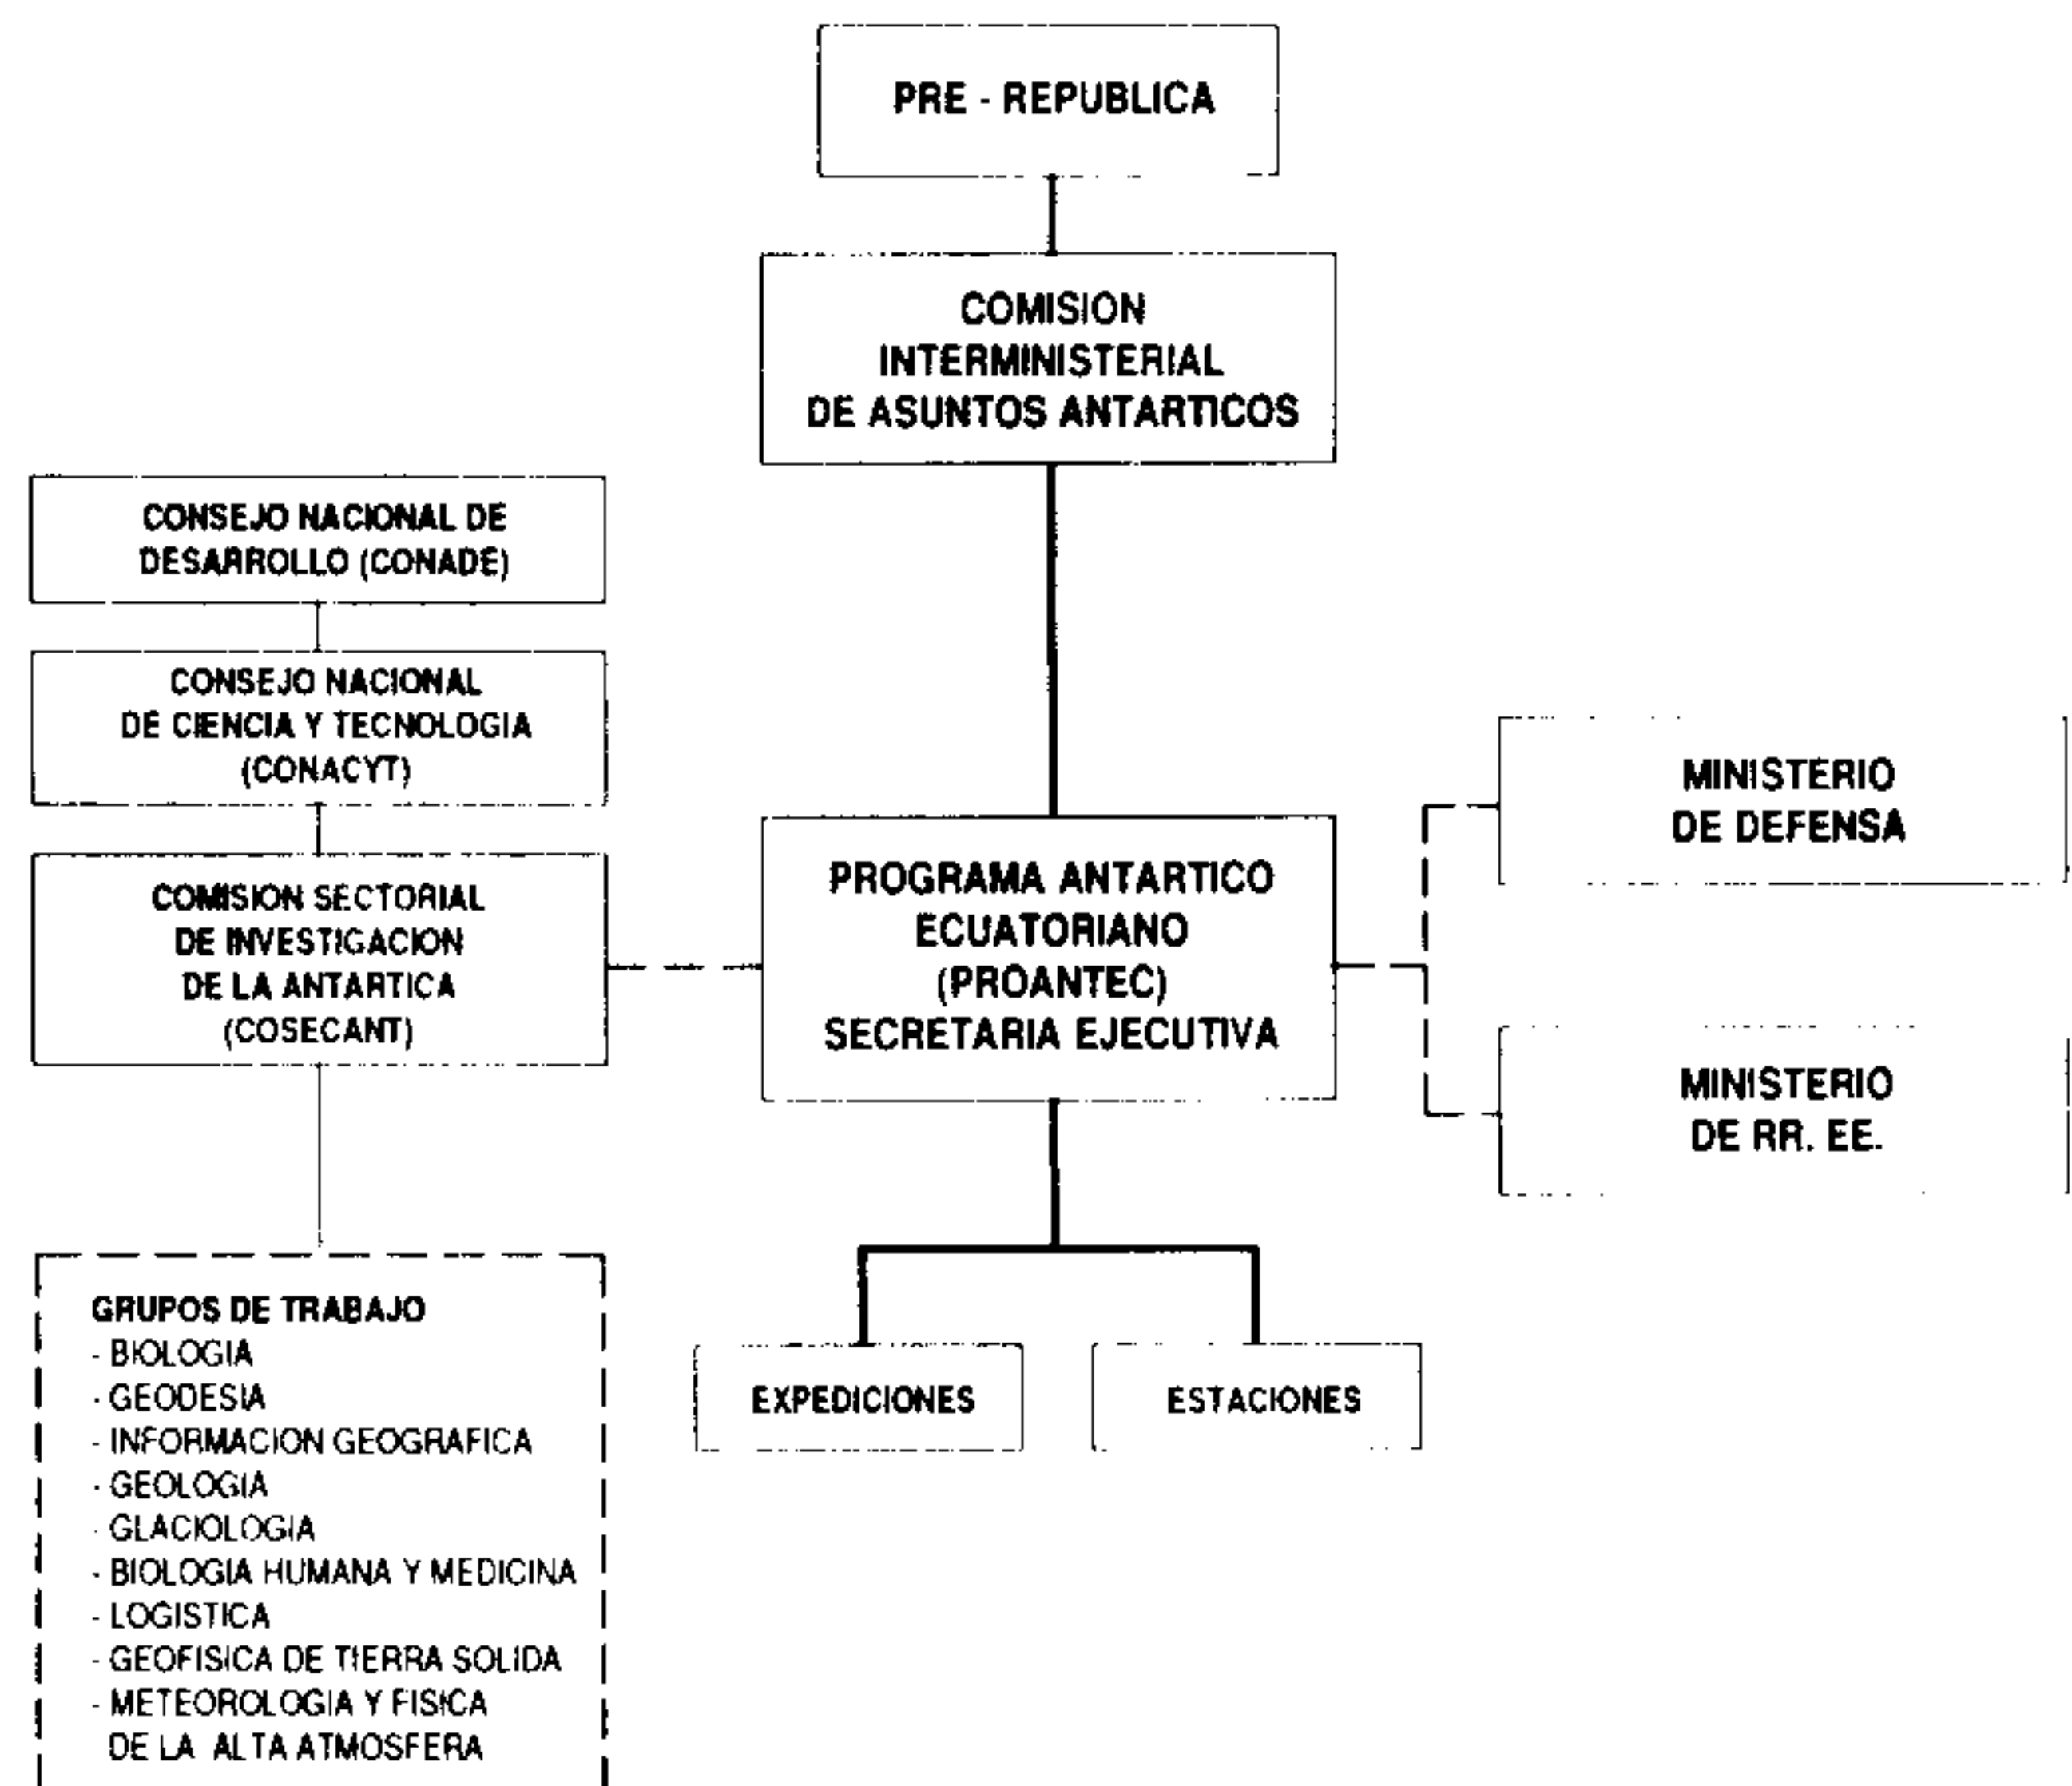 PRE - REPUBLICA
COMISION
INTERMINISTERIAL
DE ASUNTOS ANTARTICOS
CONSEJO NACIONAL DE
DESARROLLO (CONADE)
CONSEJO NACIONAL
DE CIENCIA Y TECNOLOGIA
(CONACYT)
COMISION SECTORIAL
DE INVESTIGACION
DE LA ANTARTICA
(COSECANT)
PROGRAMA ANTARTICO
ECUATORIANO
(PROANTEC)
SECRETARIA EJECUTIVA
MINISTERIO
DE DEFENSA
MINISTERIO
DE RR. EE.
GRUPOS DE TRABAJO
- BIOLOGIA
- GEODESIA
- INFORMACION GEOGRAFICA
- GEOLOGIA
- GLACIOLOGIA
- BIOLOGIA HUMANA Y MEDICINA
- LOGISTICA
- GEOFISICA DE TIERRA SOLIDA
- METEOROLOGIA Y FISICA
DE LA ALTA ATMOSFERA
EXPEDICIONES
ESTACIONES